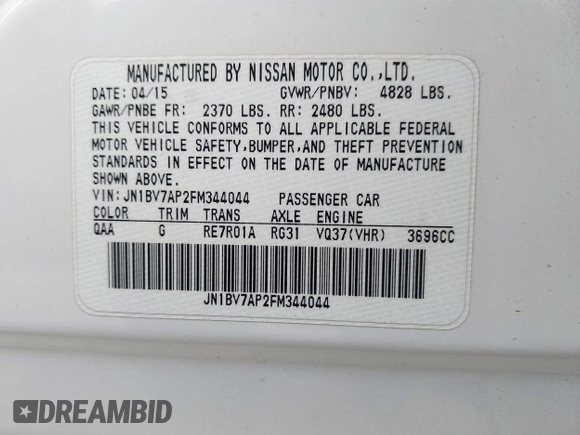 MANUFACTURED BY NISSAN MOTOR CO.,LTD.
DATE: 04/15 GVWR/PNBV: 4828 LBS.
GAWR/PNBE FR: 2370 LBS. RR: 2480 LBS.
THIS VEHICLE CONFORMS TO ALL APPLICABLE FEDERAL
MOTOR VEHICLE SAFETY,BUMPER,AND THEFT PREVENTION
STANDARDS IN EFFECT ON THE DATE OF MANUFACTURE
SHOWN ABOVE.
VIN:JN1BV7AP2FM344044 PASSENGER CAR
COLOR TRIM TRANS AXLE ENGINE
QAA G RE7R01A RG31 VQ37(VHR) 3696CC
JN1BV7AP2FM344044
DREAMBID